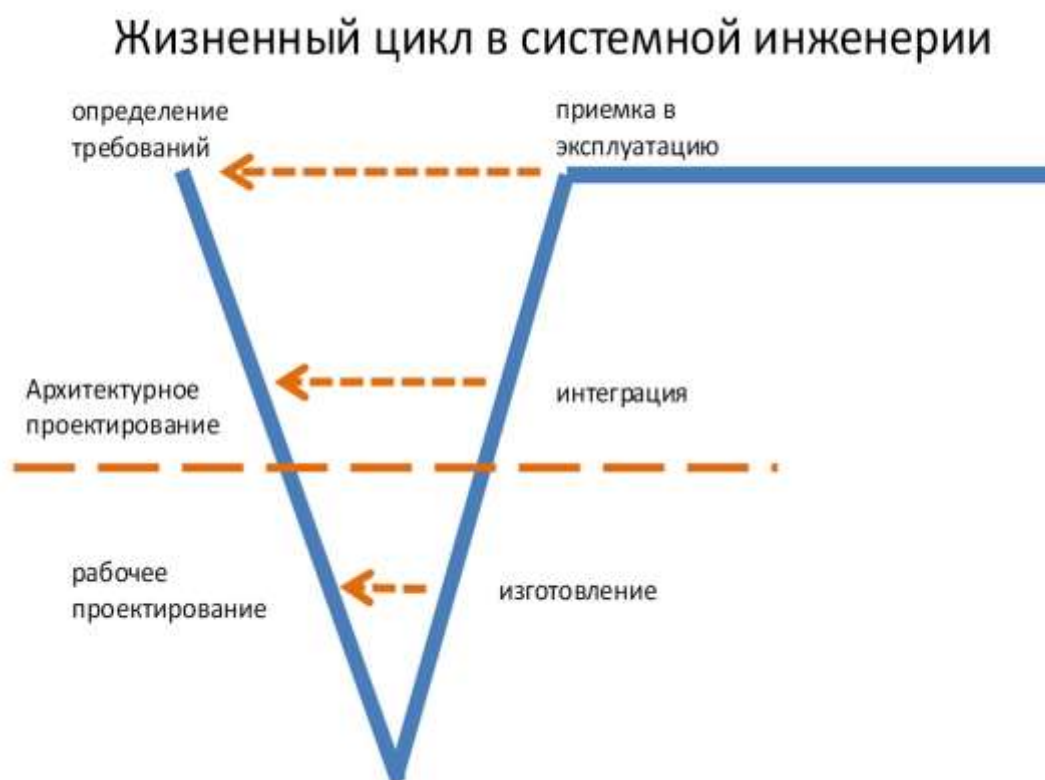 Жизненный цикл в системной инженерии
определение
требований
приемка в
эксплуатацию
Архитектурное
проектирование
интеграция
рабочее
проектирование
изготовление